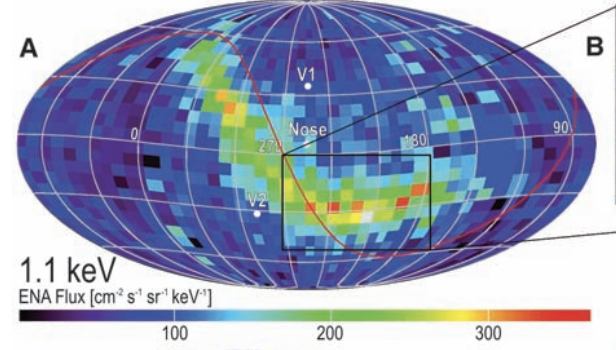 A
B
V1
Nose
0
270
180
90
V2
1.1 keV
ENA Flux [cm⁻² s⁻¹ sr⁻¹ keV⁻¹]
100 200 300